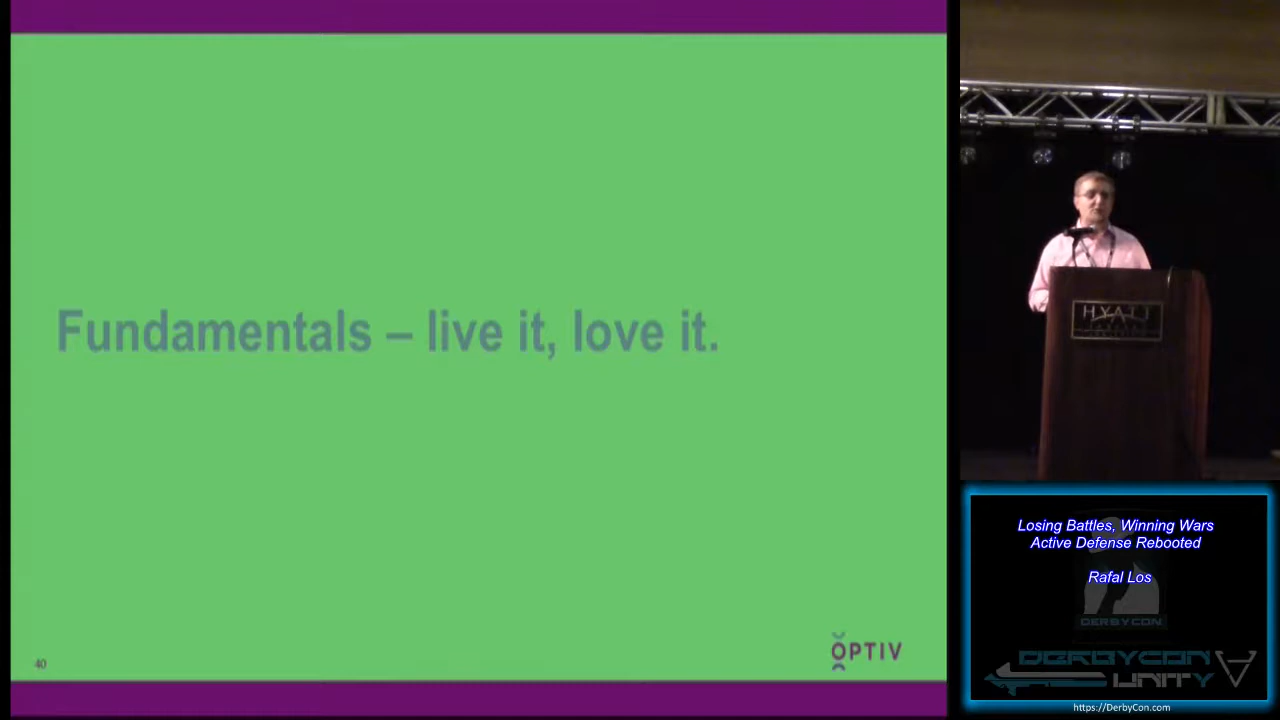 Fundamentals – live it, love it.
40
OPTIV
HYATT
Losing Battles, Winning Wars
Active Defense Rebooted
Rafal Los
DERBYCON
DERBYCON
UNITY
https://DerbyCon.com